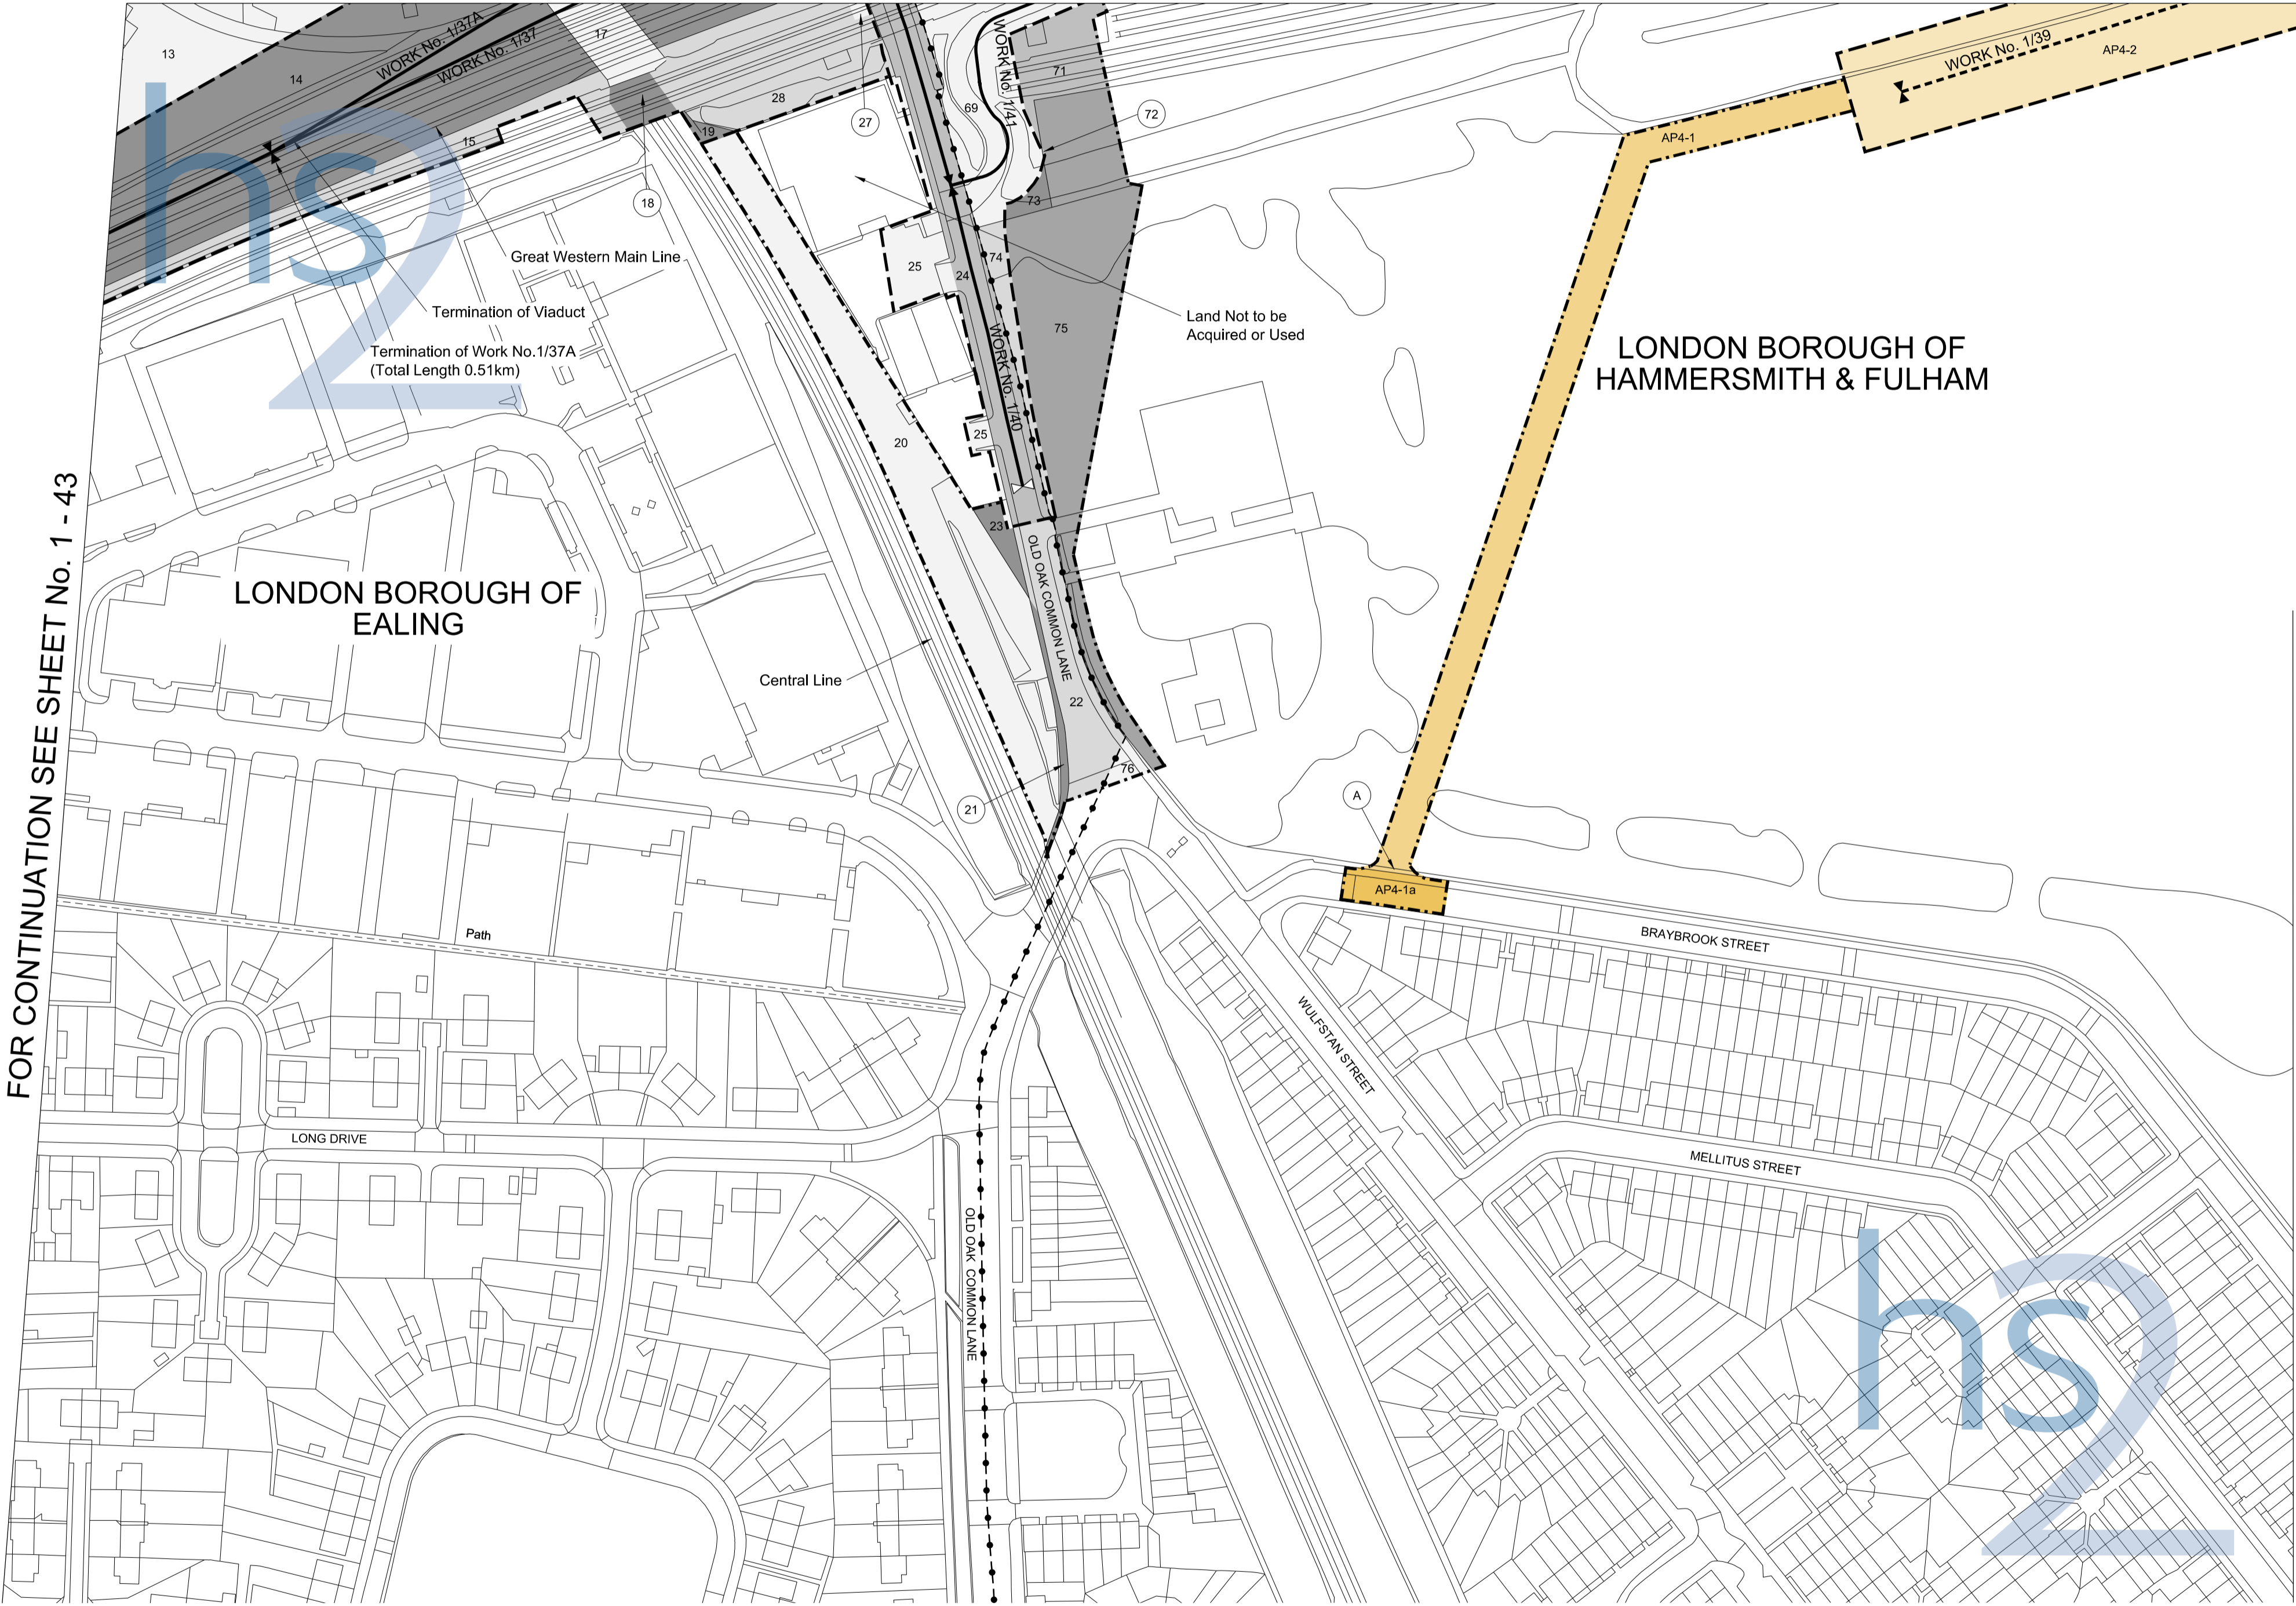 13
14
WORK No. 1/37A
WORK No. 1/37
17
15
18
19
28
27
69
WORK No. 1/41
71
72
73
WORK No. 1/39
AP4-2
AP4-1
hs2
Great Western Main Line
Termination of Viaduct
Termination of Work No.1/37A
(Total Length 0.51km)
25
24
74
75
Land Not to be
Acquired or Used
LONDON BOROUGH OF
HAMMERSMITH & FULHAM
WORK No. 1/40
20
25
23
FOR CONTINUATION SEE SHEET No. 1 - 43
LONDON BOROUGH OF
EALING
OLD OAK COMMON LANE
Central Line
22
76
21
A
AP4-1a
Path
BRAYBROOK STREET
WULFSTAN STREET
LONG DRIVE
MELLITUS STREET
OLD OAK COMMON LANE
hs2